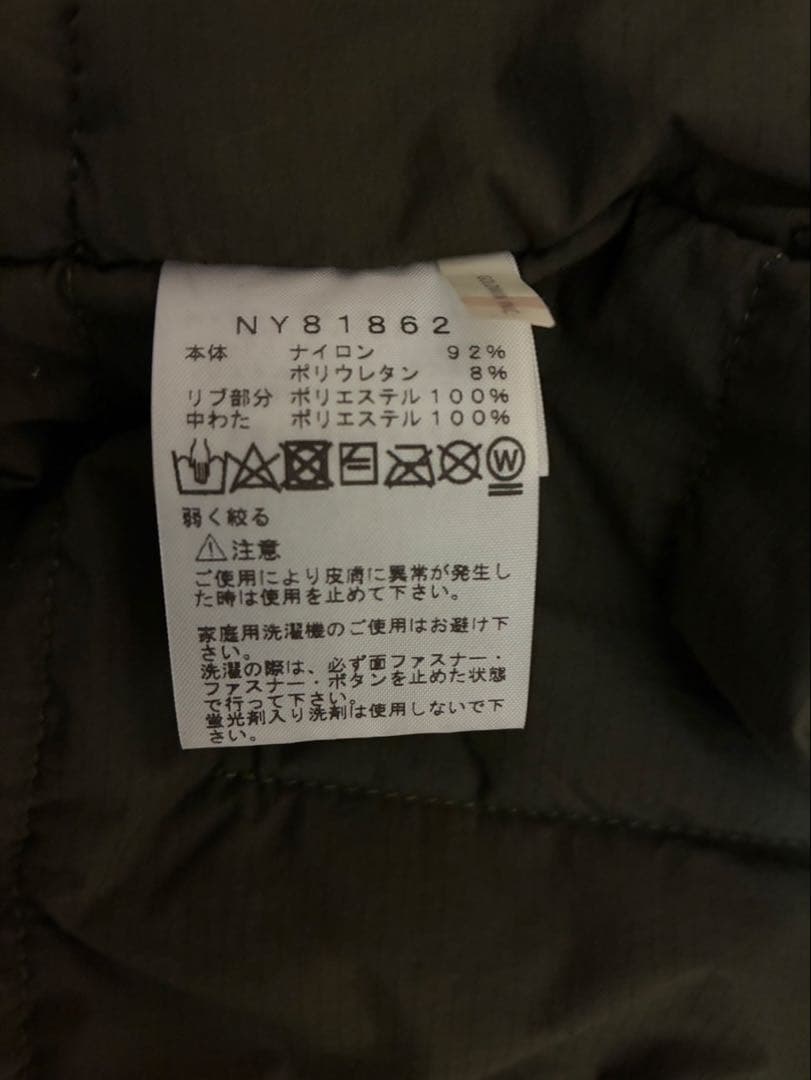 GOLDWIN INC.
NY81862
本体 ナイロン 92%
ポリウレタン 8%
リブ部分 ポリエステル 100%
中わた ポリエステル 100%
W
弱く絞る
注意
ご使用により皮膚に異常が発生し
た時は使用を止めて下さい。
家庭用洗濯機のご使用はお避け下
さい。
洗濯の際は、必ず面ファスナー・
ファスナー・ボタンを止めた状態
で行って下さい。
蛍光剤入り洗剤は使用しないで下
さい。